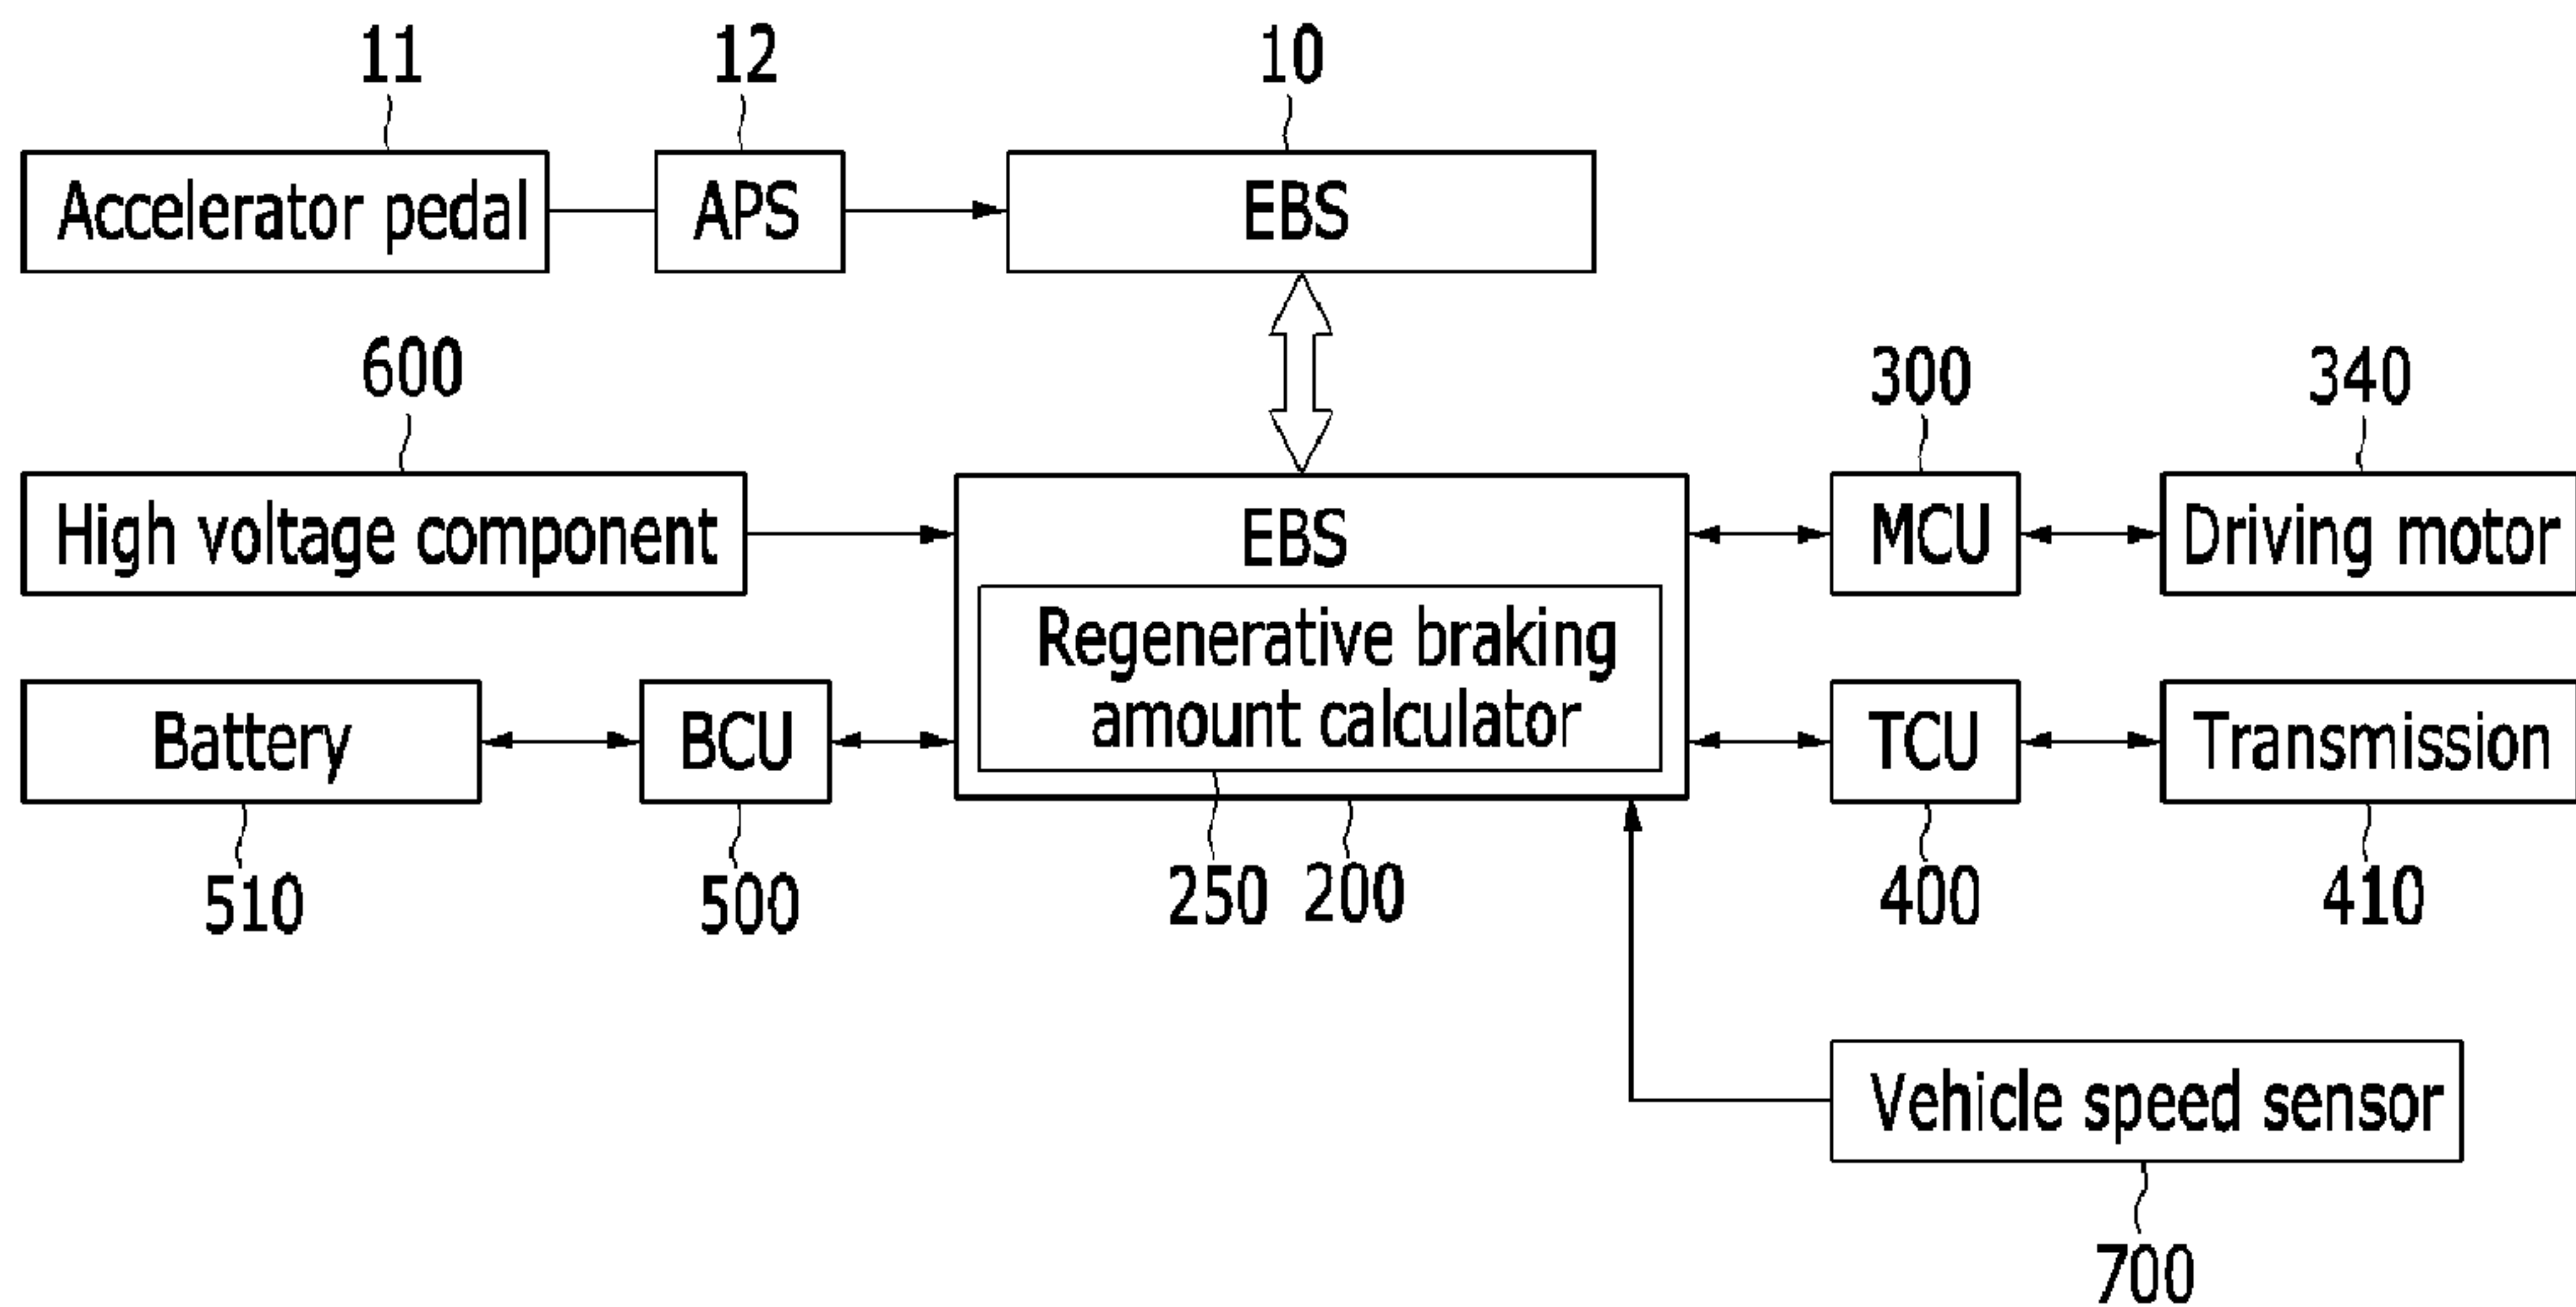 11
12
10
Accelerator pedal
APS
EBS
600
300
340
High voltage component
EBS
MCU
Driving motor
Regenerative braking
amount calculator
Battery
BCU
TCU
Transmission
510
500
250
200
400
410
Vehicle speed sensor
700